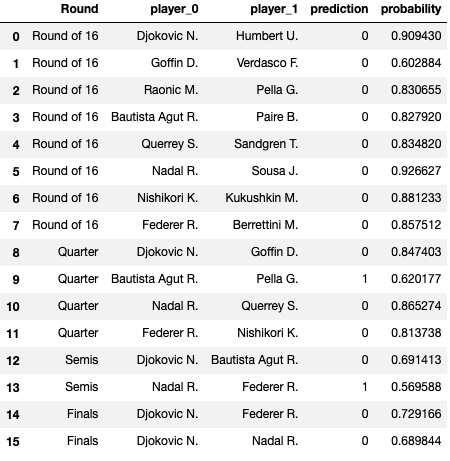 Round player_0 player_1 prediction probability
0 Round of 16 Djokovic N. Humbert U. 0 0.909430
1 Round of 16 Goffin D. Verdasco F. 0 0.602884
2 Round of 16 Raonic M. Pella G. 0 0.830655
3 Round of 16 Bautista Agut R. Paire B. 0 0.827920
4 Round of 16 Querrey S. Sandgren T. 0 0.834820
5 Round of 16 Nadal R. Sousa J. 0 0.926627
6 Round of 16 Nishikori K. Kukushkin M. 0 0.881233
7 Round of 16 Federer R. Berrettini M. 0 0.857512
8 Quarter Djokovic N. Goffin D. 0 0.847403
9 Quarter Bautista Agut R. Pella G. 1 0.620177
10 Quarter Nadal R. Querrey S. 0 0.865274
11 Quarter Federer R. Nishikori K. 0 0.813738
12 Semis Djokovic N. Bautista Agut R. 0 0.691413
13 Semis Nadal R. Federer R. 1 0.569588
14 Finals Djokovic N. Federer R. 0 0.729166
15 Finals Djokovic N. Nadal R. 0 0.689844